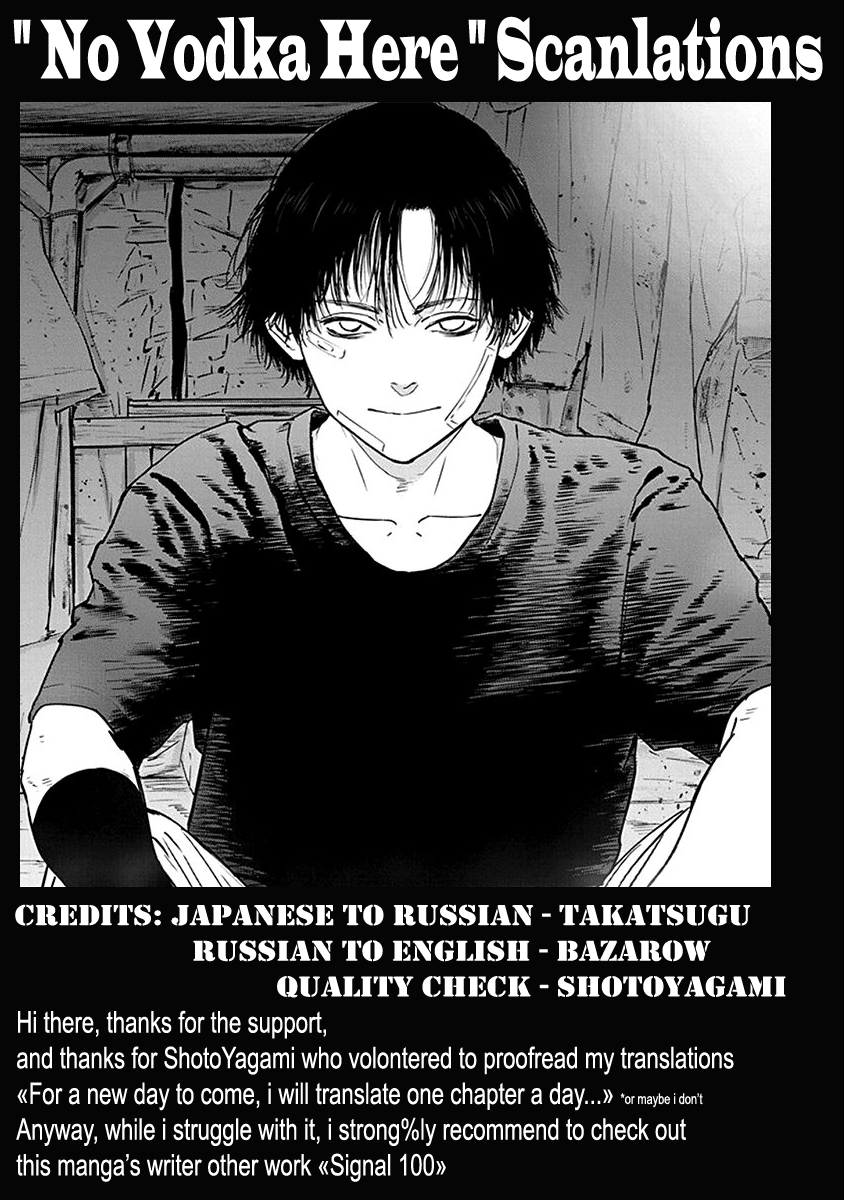 "No Vodka Here" Scanlations
CREDITS: JAPANESE TO RUSSIAN - TAKATSUGU
RUSSIAN TO ENGLISH - BAZAROW
QUALITY CHECK - SHOTOYAGAMI
Hi there, thanks for the support,
and thanks for ShotoYagami who volontered to proofread my translations
«For a new day to come, i will translate one chapter a day...» *or maybe i don't
Anyway, while i struggle with it, i strong%ly recommend to check out
this manga's writer other work «Signal 100»